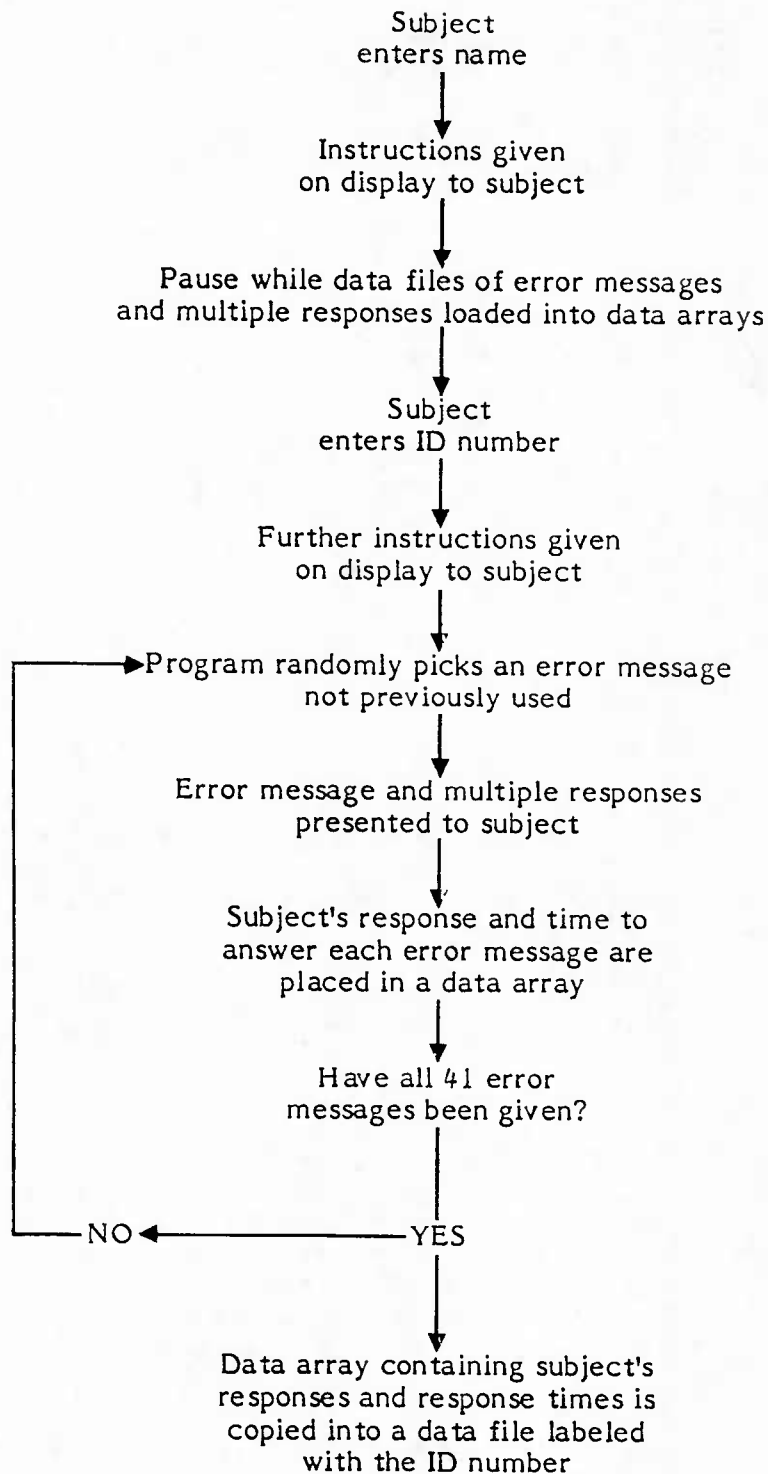 Subject
enters name
Instructions given
on display to subject
Pause while data files of error messages
and multiple responses loaded into data arrays
Subject
enters ID number
Further instructions given
on display to subject
Program randomly picks an error message
not previously used
Error message and multiple responses
presented to subject
Subject's response and time to
answer each error message are
placed in a data array
Have all 41 error
messages been given?
NO YES
Data array containing subject's
responses and response times is
copied into a data file labeled
with the ID number